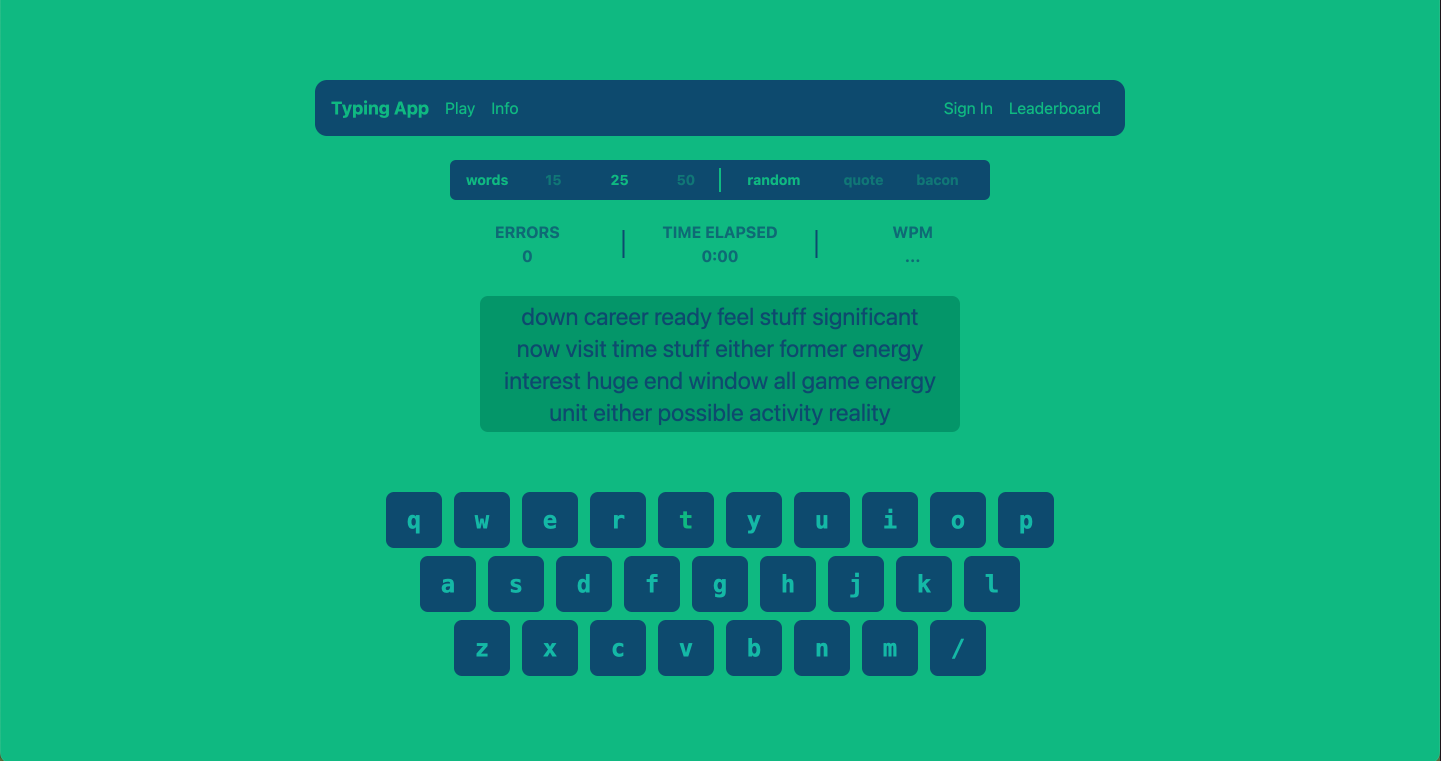 Typing App Play Info Sign In Leaderboard
words 15 25 50 random quote bacon
ERRORS TIME ELAPSED WPM
0 0:00 ...
down career ready feel stuff significant
now visit time stuff either former energy
interest huge end window all game energy
unit either possible activity reality
q w e r t y u i o p
a s d f g h j k l
z x c v b n m /